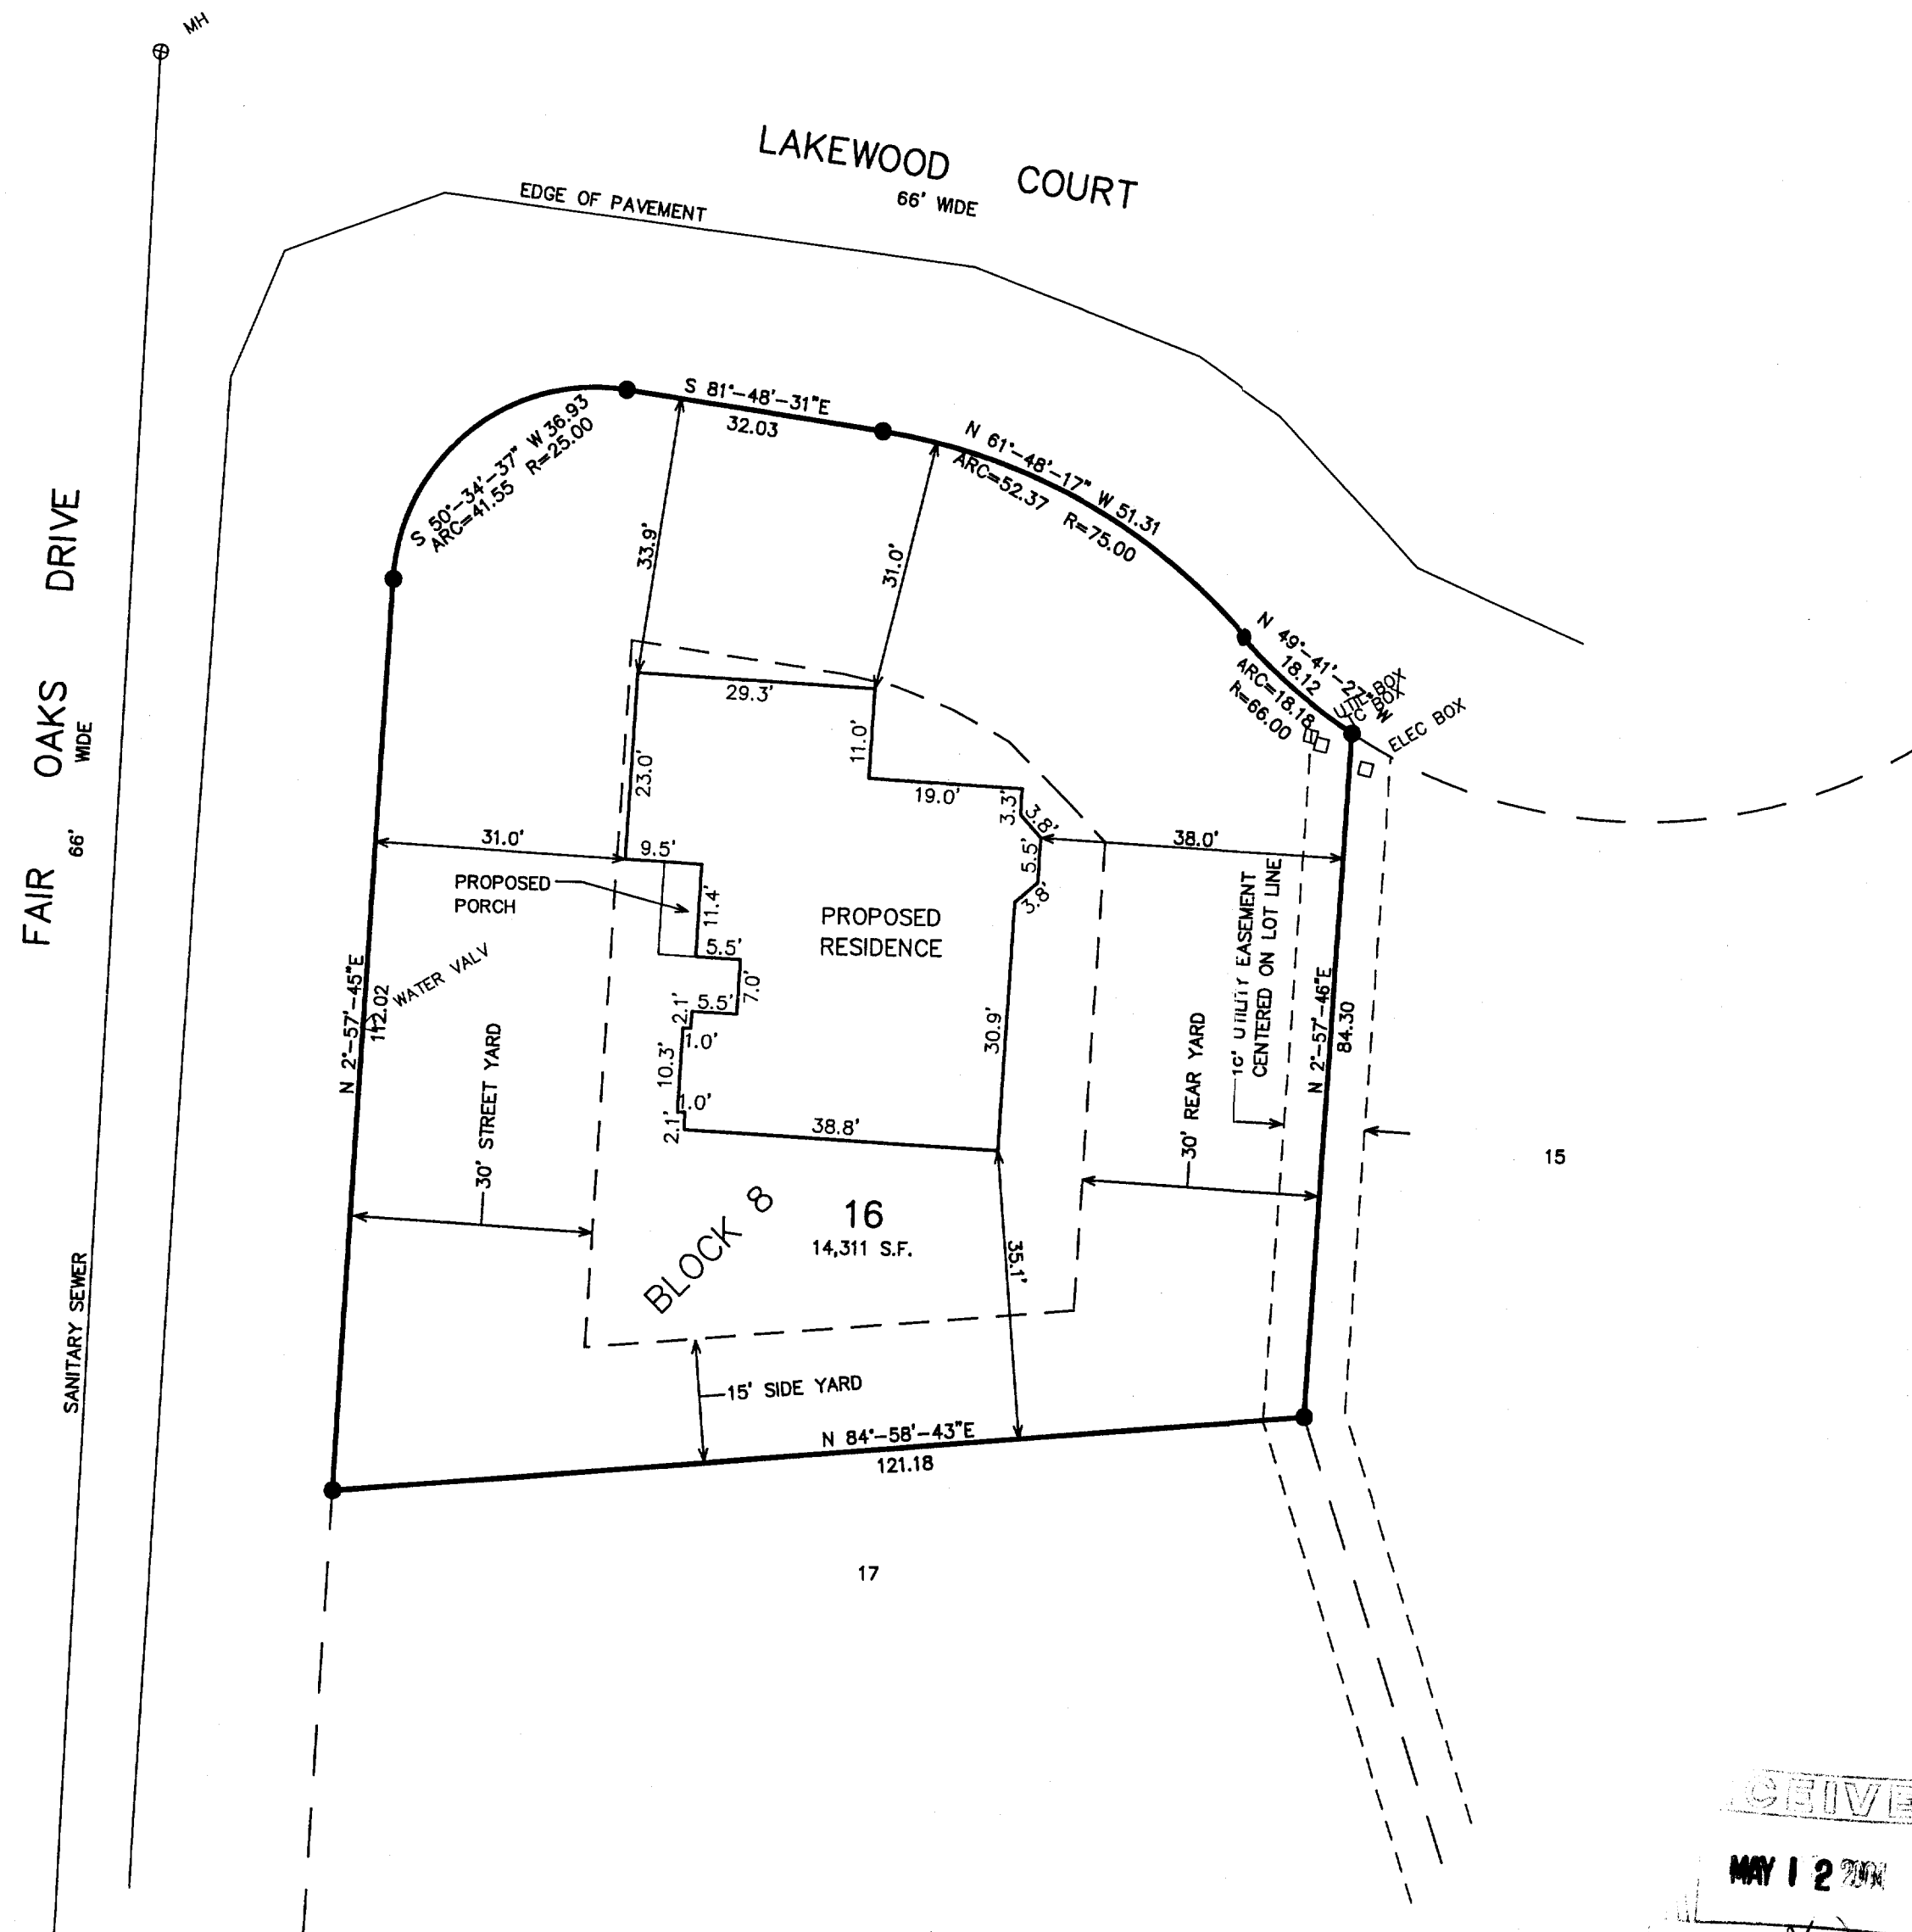 MH
LAKEWOOD COURT
66' WIDE
EDGE OF PAVEMENT
FAIR OAKS DRIVE
66' WIDE
SANITARY SEWER
S 81°-48'-31"E
32.03
S 50°-34'-37" W 36.93
ARC=41.55 R=25.00
N 61°-48'-17" W 51.31
ARC=52.37 R=75.00
N 49°-41'-27" W
18.12
ARC=18.18
R=66.00
UTIL BOX
TC BOX
ELEC BOX
33.9'
31.0'
29.3'
11.0'
23.0'
19.0'
3.3'
3.8'
5.5'
3.8'
38.0'
31.0'
9.5'
PROPOSED
PORCH
11.4'
5.5'
7.0'
5.5'
2.1'
1.0'
10.3'
1.0'
2.1'
38.8'
30.9'
PROPOSED
RESIDENCE
N 2°-57'-45"E
112.02
WATER VALV
30' STREET YARD
30' REAR YARD
10' UTILITY EASEMENT
CENTERED ON LOT LINE
N 2°-57'-46"E
84.30
15
BLOCK 8
16
14,311 S.F.
35.1'
15' SIDE YARD
N 84°-58'-43"E
121.18
17
CEIVE
MAY 12